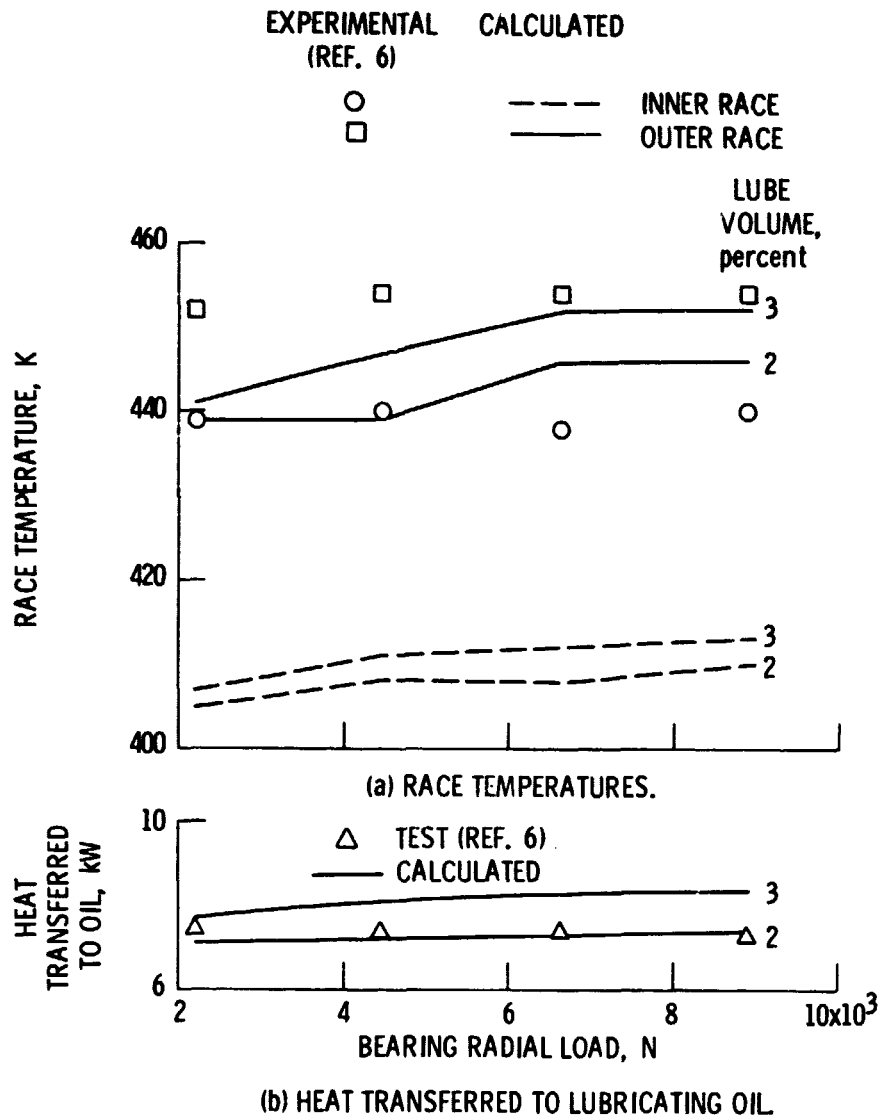 EXPERIMENTAL CALCULATED
(REF. 6)
INNER RACE
OUTER RACE
LUBE
VOLUME,
percent
460
3
2
440
RACE TEMPERATURE, K
420
3
2
400
(a) RACE TEMPERATURES.
10
TEST (REF. 6)
CALCULATED
3
HEAT
TRANSFERRED
TO OIL, kW
2
6
2 4 6 8 10x10³
BEARING RADIAL LOAD, N
(b) HEAT TRANSFERRED TO LUBRICATING OIL.